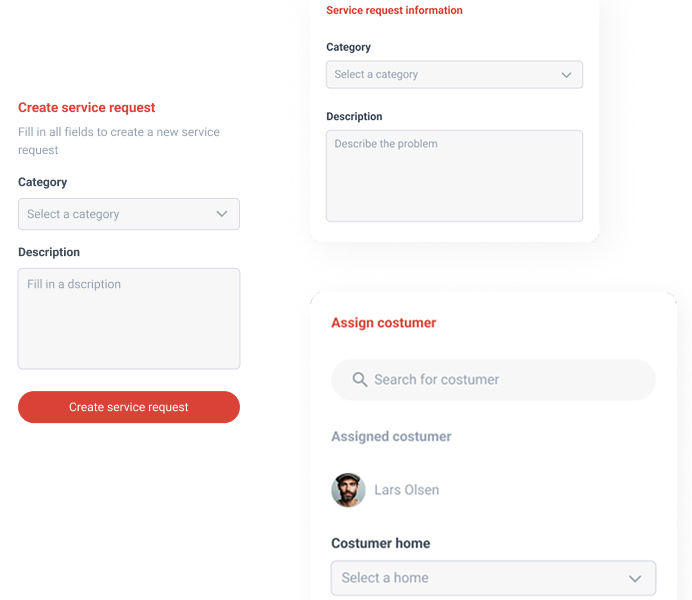 Create service request
Fill in all fields to create a new service
request
Category
Select a category
Description
Fill in a dscription
Create service request
Service request information
Category
Select a category
Description
Describe the problem
Assign costumer
Search for costumer
Assigned costumer
Lars Olsen
Costumer home
Select a home